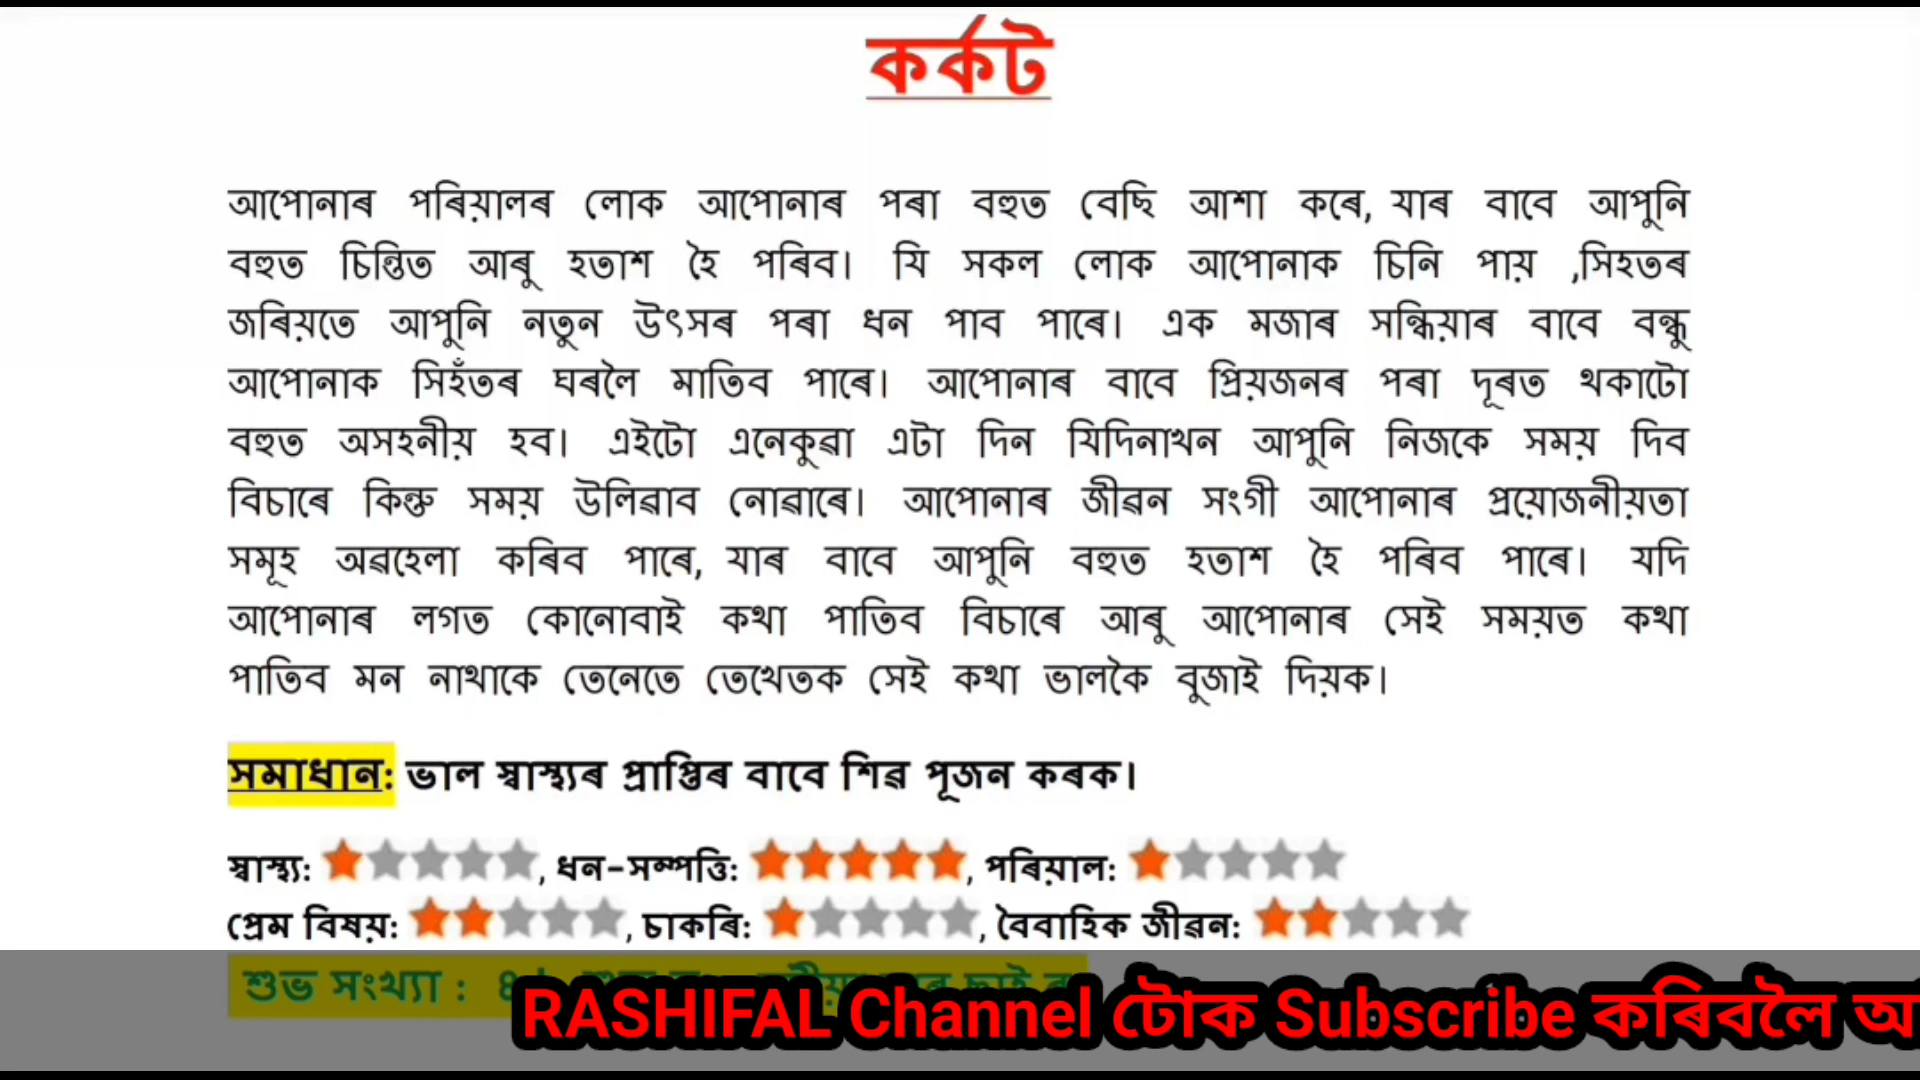 কৰ্কট
আপোনাৰ পৰিয়ালৰ লোক আপোনাৰ পৰা বহুত বেছি আশা কৰে, যাৰ বাবে আপুনি
বহুত চিন্তিত আৰু হতাশ হৈ পৰিব। যি সকল লোক আপোনাক চিনি পায় ,সিহতৰ
জৰিয়তে আপুনি নতুন উৎসৰ পৰা ধন পাব পাৰে। এক মজাৰ সন্ধিয়াৰ বাবে বন্ধু
আপোনাক সিহঁতৰ ঘৰলৈ মাতিব পাৰে। আপোনাৰ বাবে প্ৰিয়জনৰ পৰা দূৰত থকাটো
বহুত অসহনীয় হব। এইটো এনেকুৱা এটা দিন যিদিনাখন আপুনি নিজকে সময় দিব
বিচাৰে কিন্তু সময় উলিৱাব নোৱাৰে। আপোনাৰ জীৱন সংগী আপোনাৰ প্ৰয়োজনীয়তা
সমূহ অৱহেলা কৰিব পাৰে, যাৰ বাবে আপুনি বহুত হতাশ হৈ পৰিব পাৰে। যদি
আপোনাৰ লগত কোনোবাই কথা পাতিব বিচাৰে আৰু আপোনাৰ সেই সময়ত কথা
পাতিব মন নাথাকে তেনেতে তেখেতক সেই কথা ভালকৈ বুজাই দিয়ক।
সমাধান: ভাল স্বাস্থ্যৰ প্ৰাপ্তিৰ বাবে শিৱ পূজন কৰক।
স্বাস্থ্য: , ধন-সম্পত্তি: , পৰিয়াল:
প্ৰেম বিষয়: , চাকৰি: , বৈবাহিক জীৱন:
শুভ সংখ্যা :
RASHIFAL Channel টোক Subscribe কৰিবলৈ